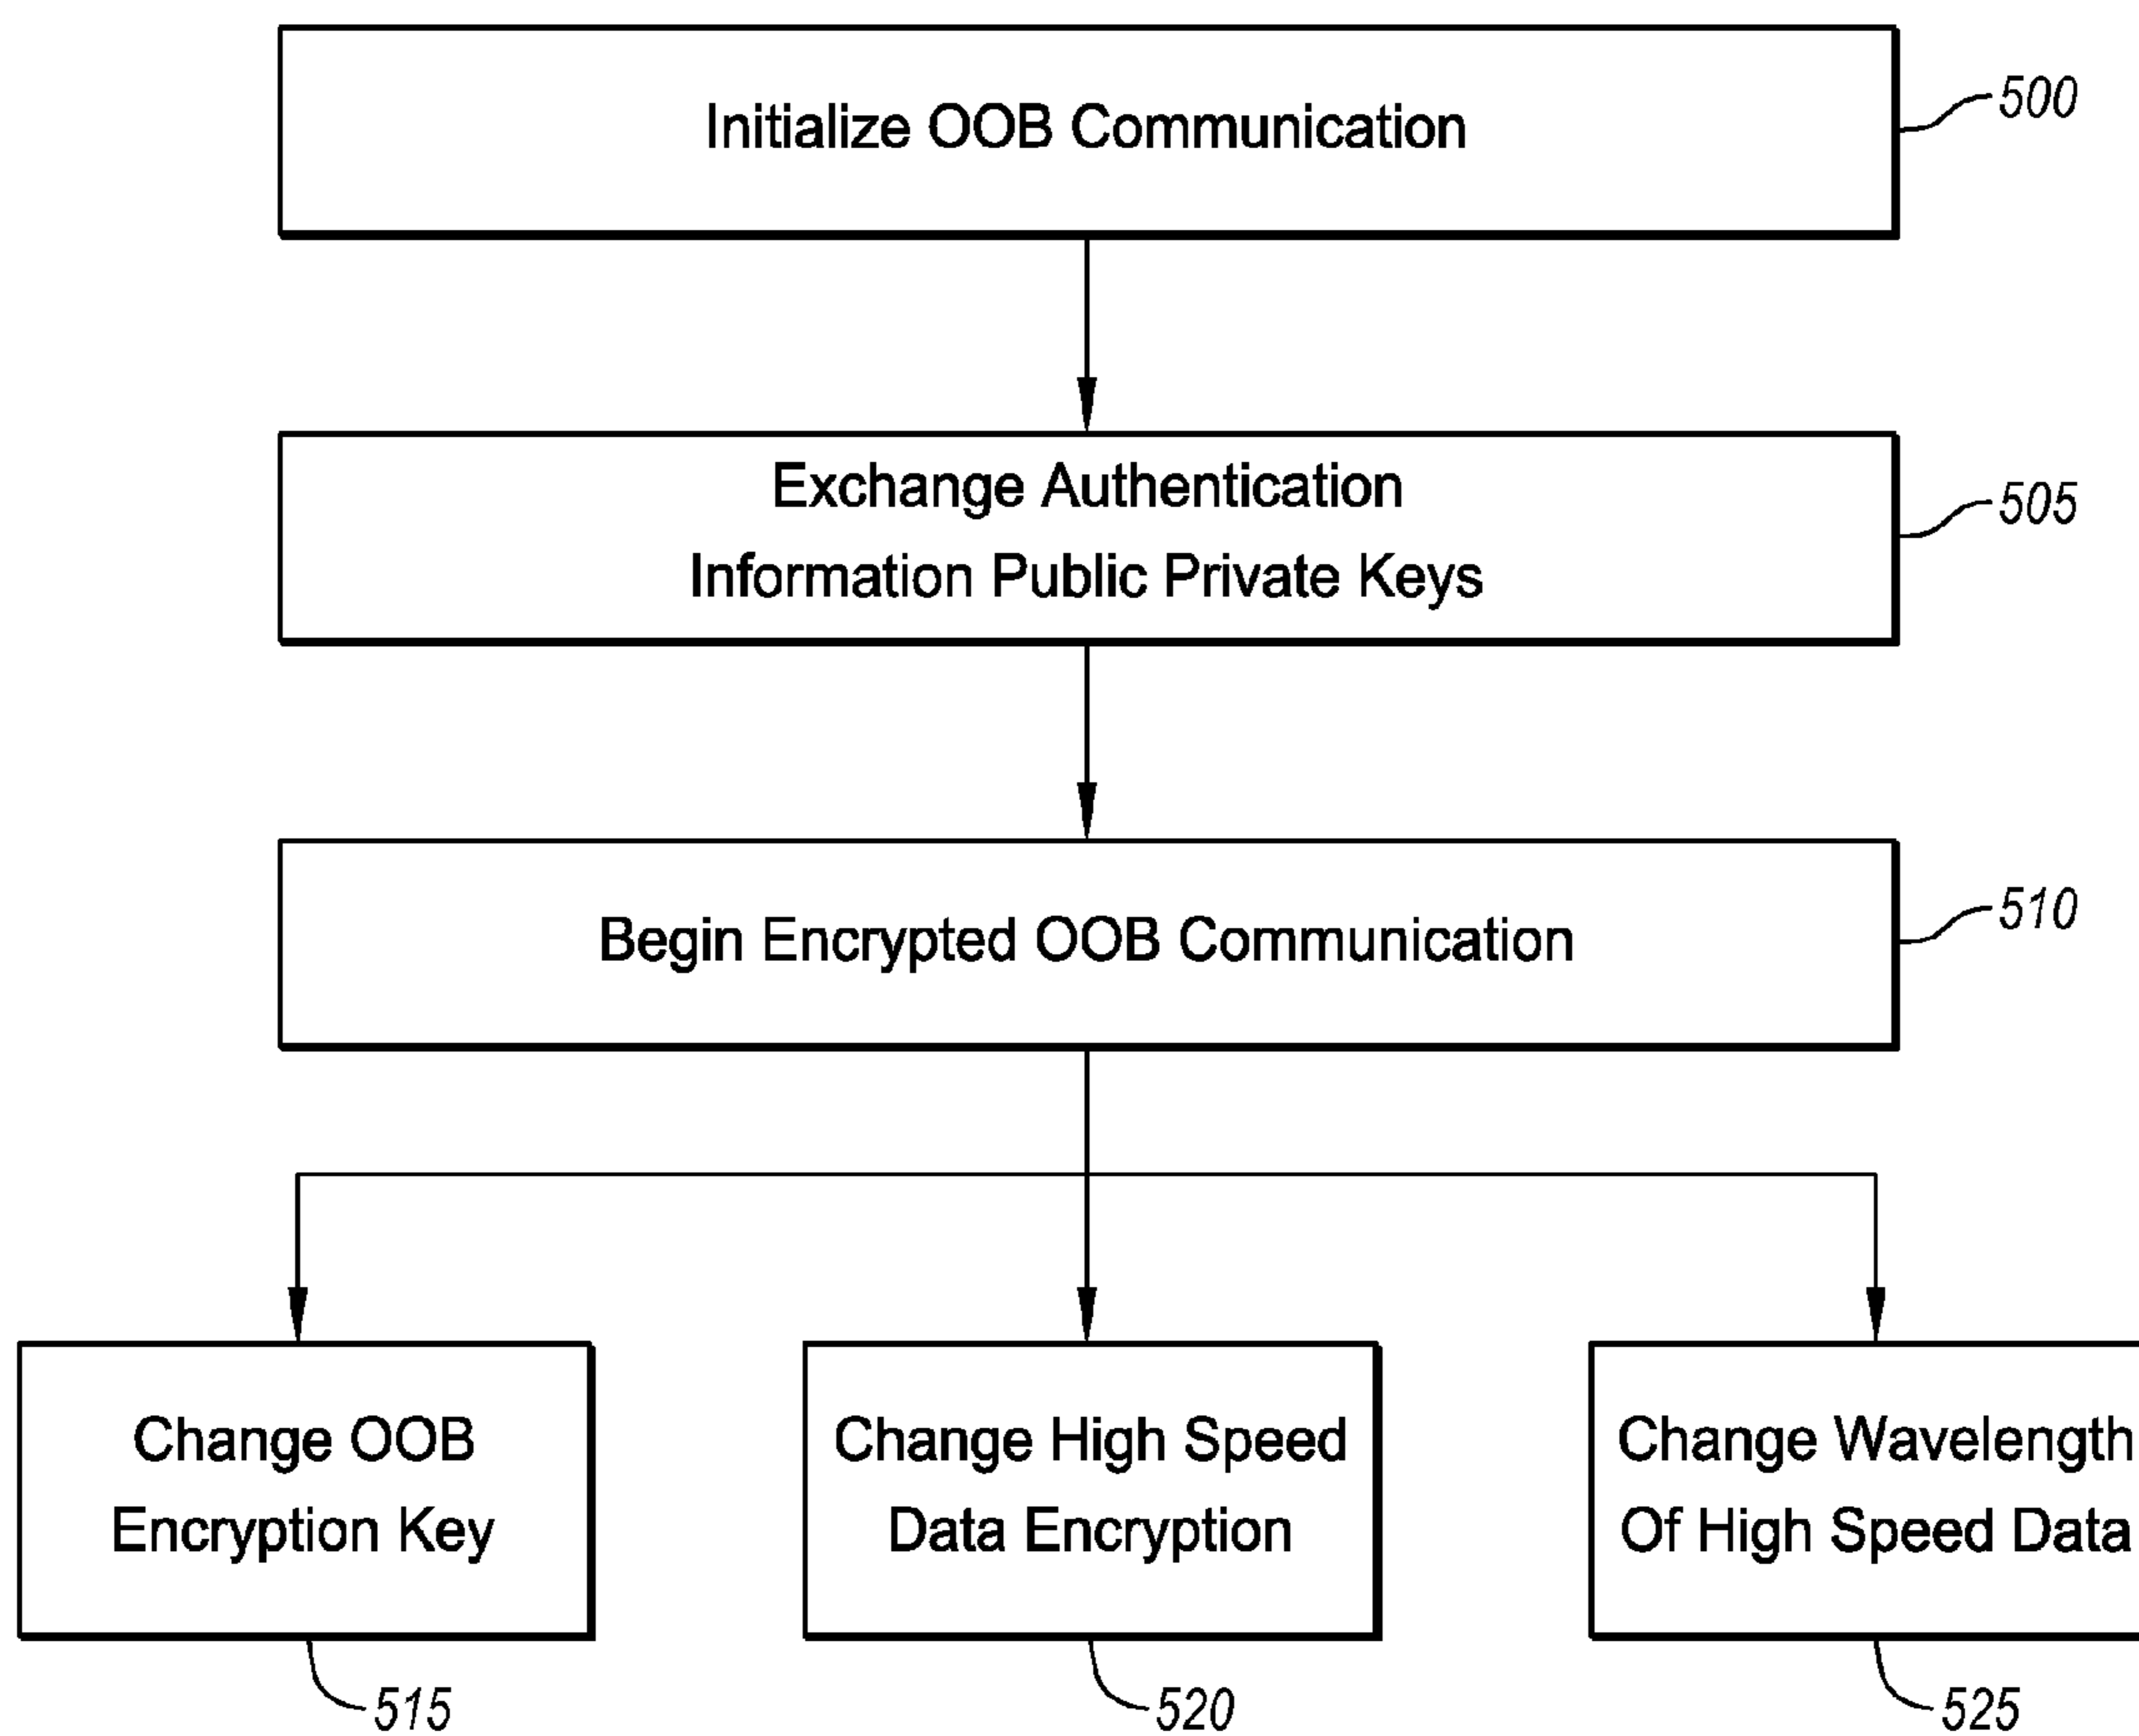 Initialize OOB Communication
500
Exchange Authentication
Information Public Private Keys
505
Begin Encrypted OOB Communication
510
Change OOB
Encryption Key
515
Change High Speed
Data Encryption
520
Change Wavelength
Of High Speed Data
525